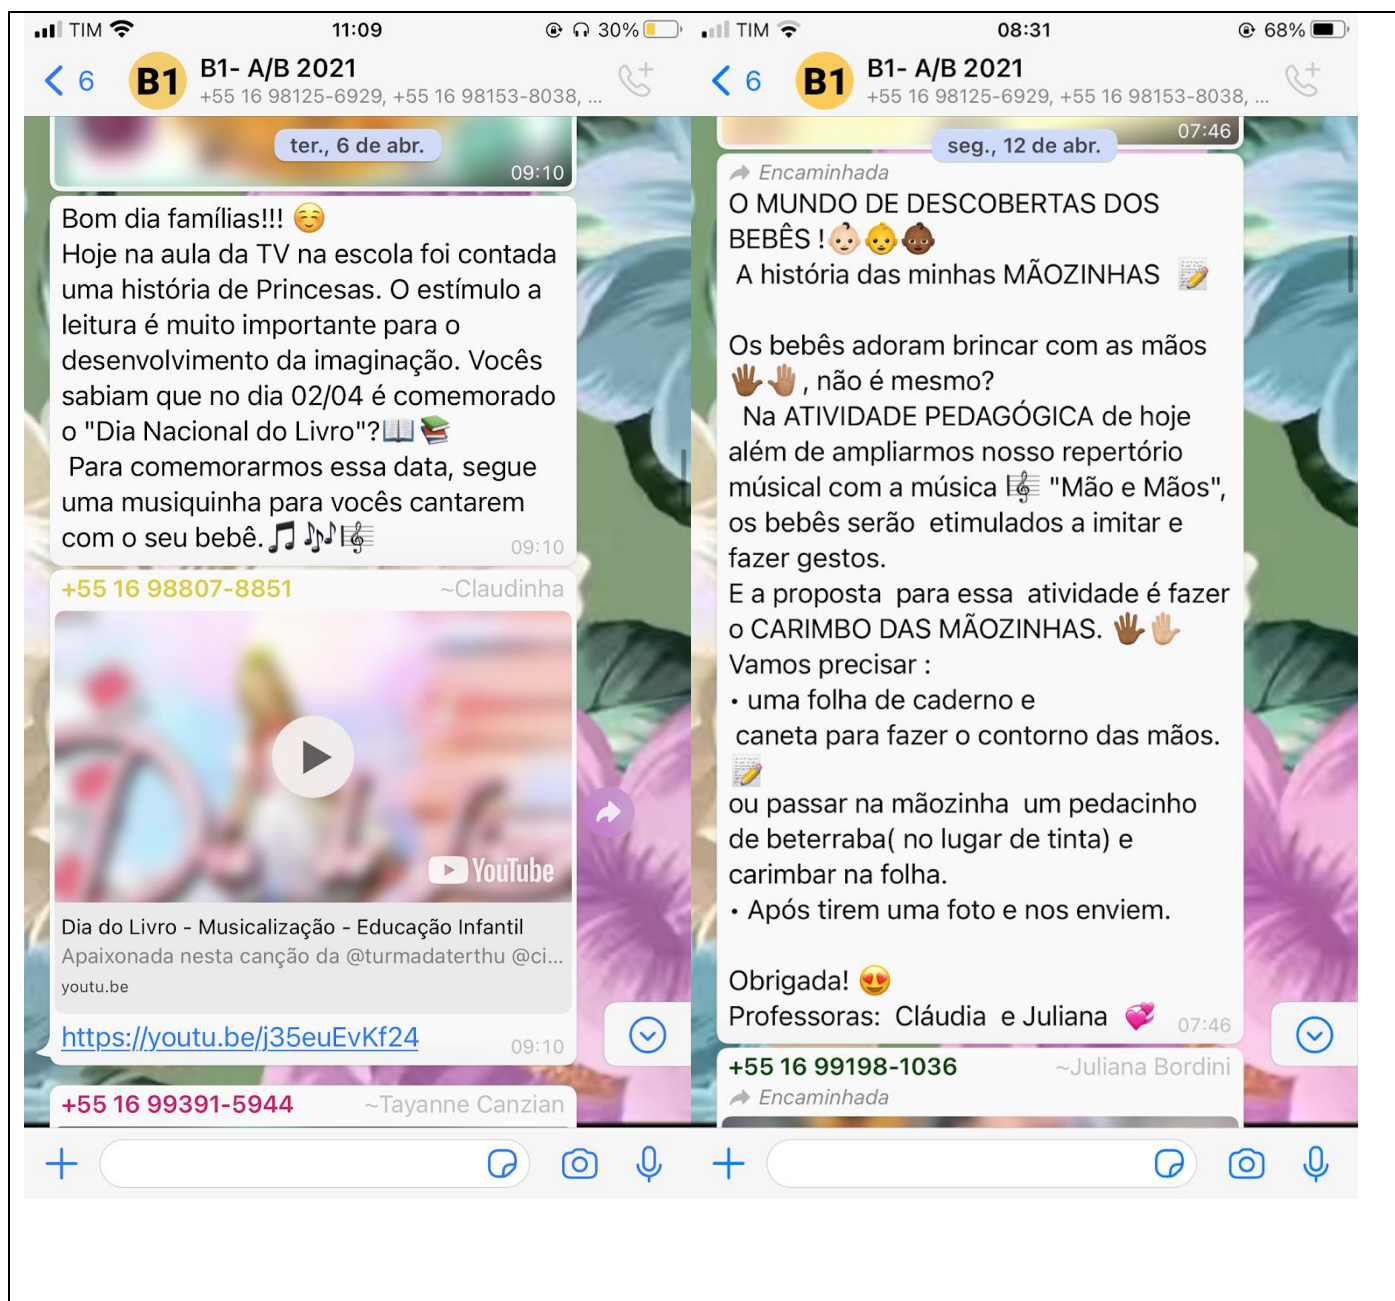 TIM
11:09
30%
6
B1
B1- A/B 2021
+55 16 98125-6929, +55 16 98153-8038, ...
ter., 6 de abr.
09:10
Bom dia famílias!!! ☺️
Hoje na aula da TV na escola foi contada
uma história de Princesas. O estímulo a
leitura é muito importante para o
desenvolvimento da imaginação. Vocês
sabiam que no dia 02/04 é comemorado
o "Dia Nacional do Livro"?📖📚
Para comemorarmos essa data, segue
uma musiquinha para vocês cantarem
com o seu bebê.🎵🎶🎼
09:10
+55 16 98807-8851
~Claudinha
YouTube
Dia do Livro - Musicalização - Educação Infantil
Apaixonada nesta canção da @turmadaterthu @ci...
youtu.be
https://youtu.be/j35euEvKf24
09:10
+55 16 99391-5944
~Tayanne Canzian
TIM
08:31
68%
6
B1
B1- A/B 2021
+55 16 98125-6929, +55 16 98153-8038, ...
07:46
seg., 12 de abr.
Encaminhada
O MUNDO DE DESCOBERTAS DOS
BEBÊS !👶🏻👶👶🏾
A história das minhas MÃOZINHAS 📝
Os bebês adoram brincar com as mãos
🖐🏾🤚🏽, não é mesmo?
Na ATIVIDADE PEDAGÓGICA de hoje
além de ampliarmos nosso repertório
músical com a música 🎼 "Mão e Mãos",
os bebês serão etimulados a imitar e
fazer gestos.
E a proposta para essa atividade é fazer
o CARIMBO DAS MÃOZINHAS. 🖐🏾🖐🏼
Vamos precisar :
• uma folha de caderno e
caneta para fazer o contorno das mãos.
📝
ou passar na mãozinha um pedacinho
de beterraba( no lugar de tinta) e
carimbar na folha.
• Após tirem uma foto e nos enviem.
Obrigada! 😍
Professoras: Cláudia e Juliana 💞
07:46
+55 16 99198-1036
~Juliana Bordini
Encaminhada